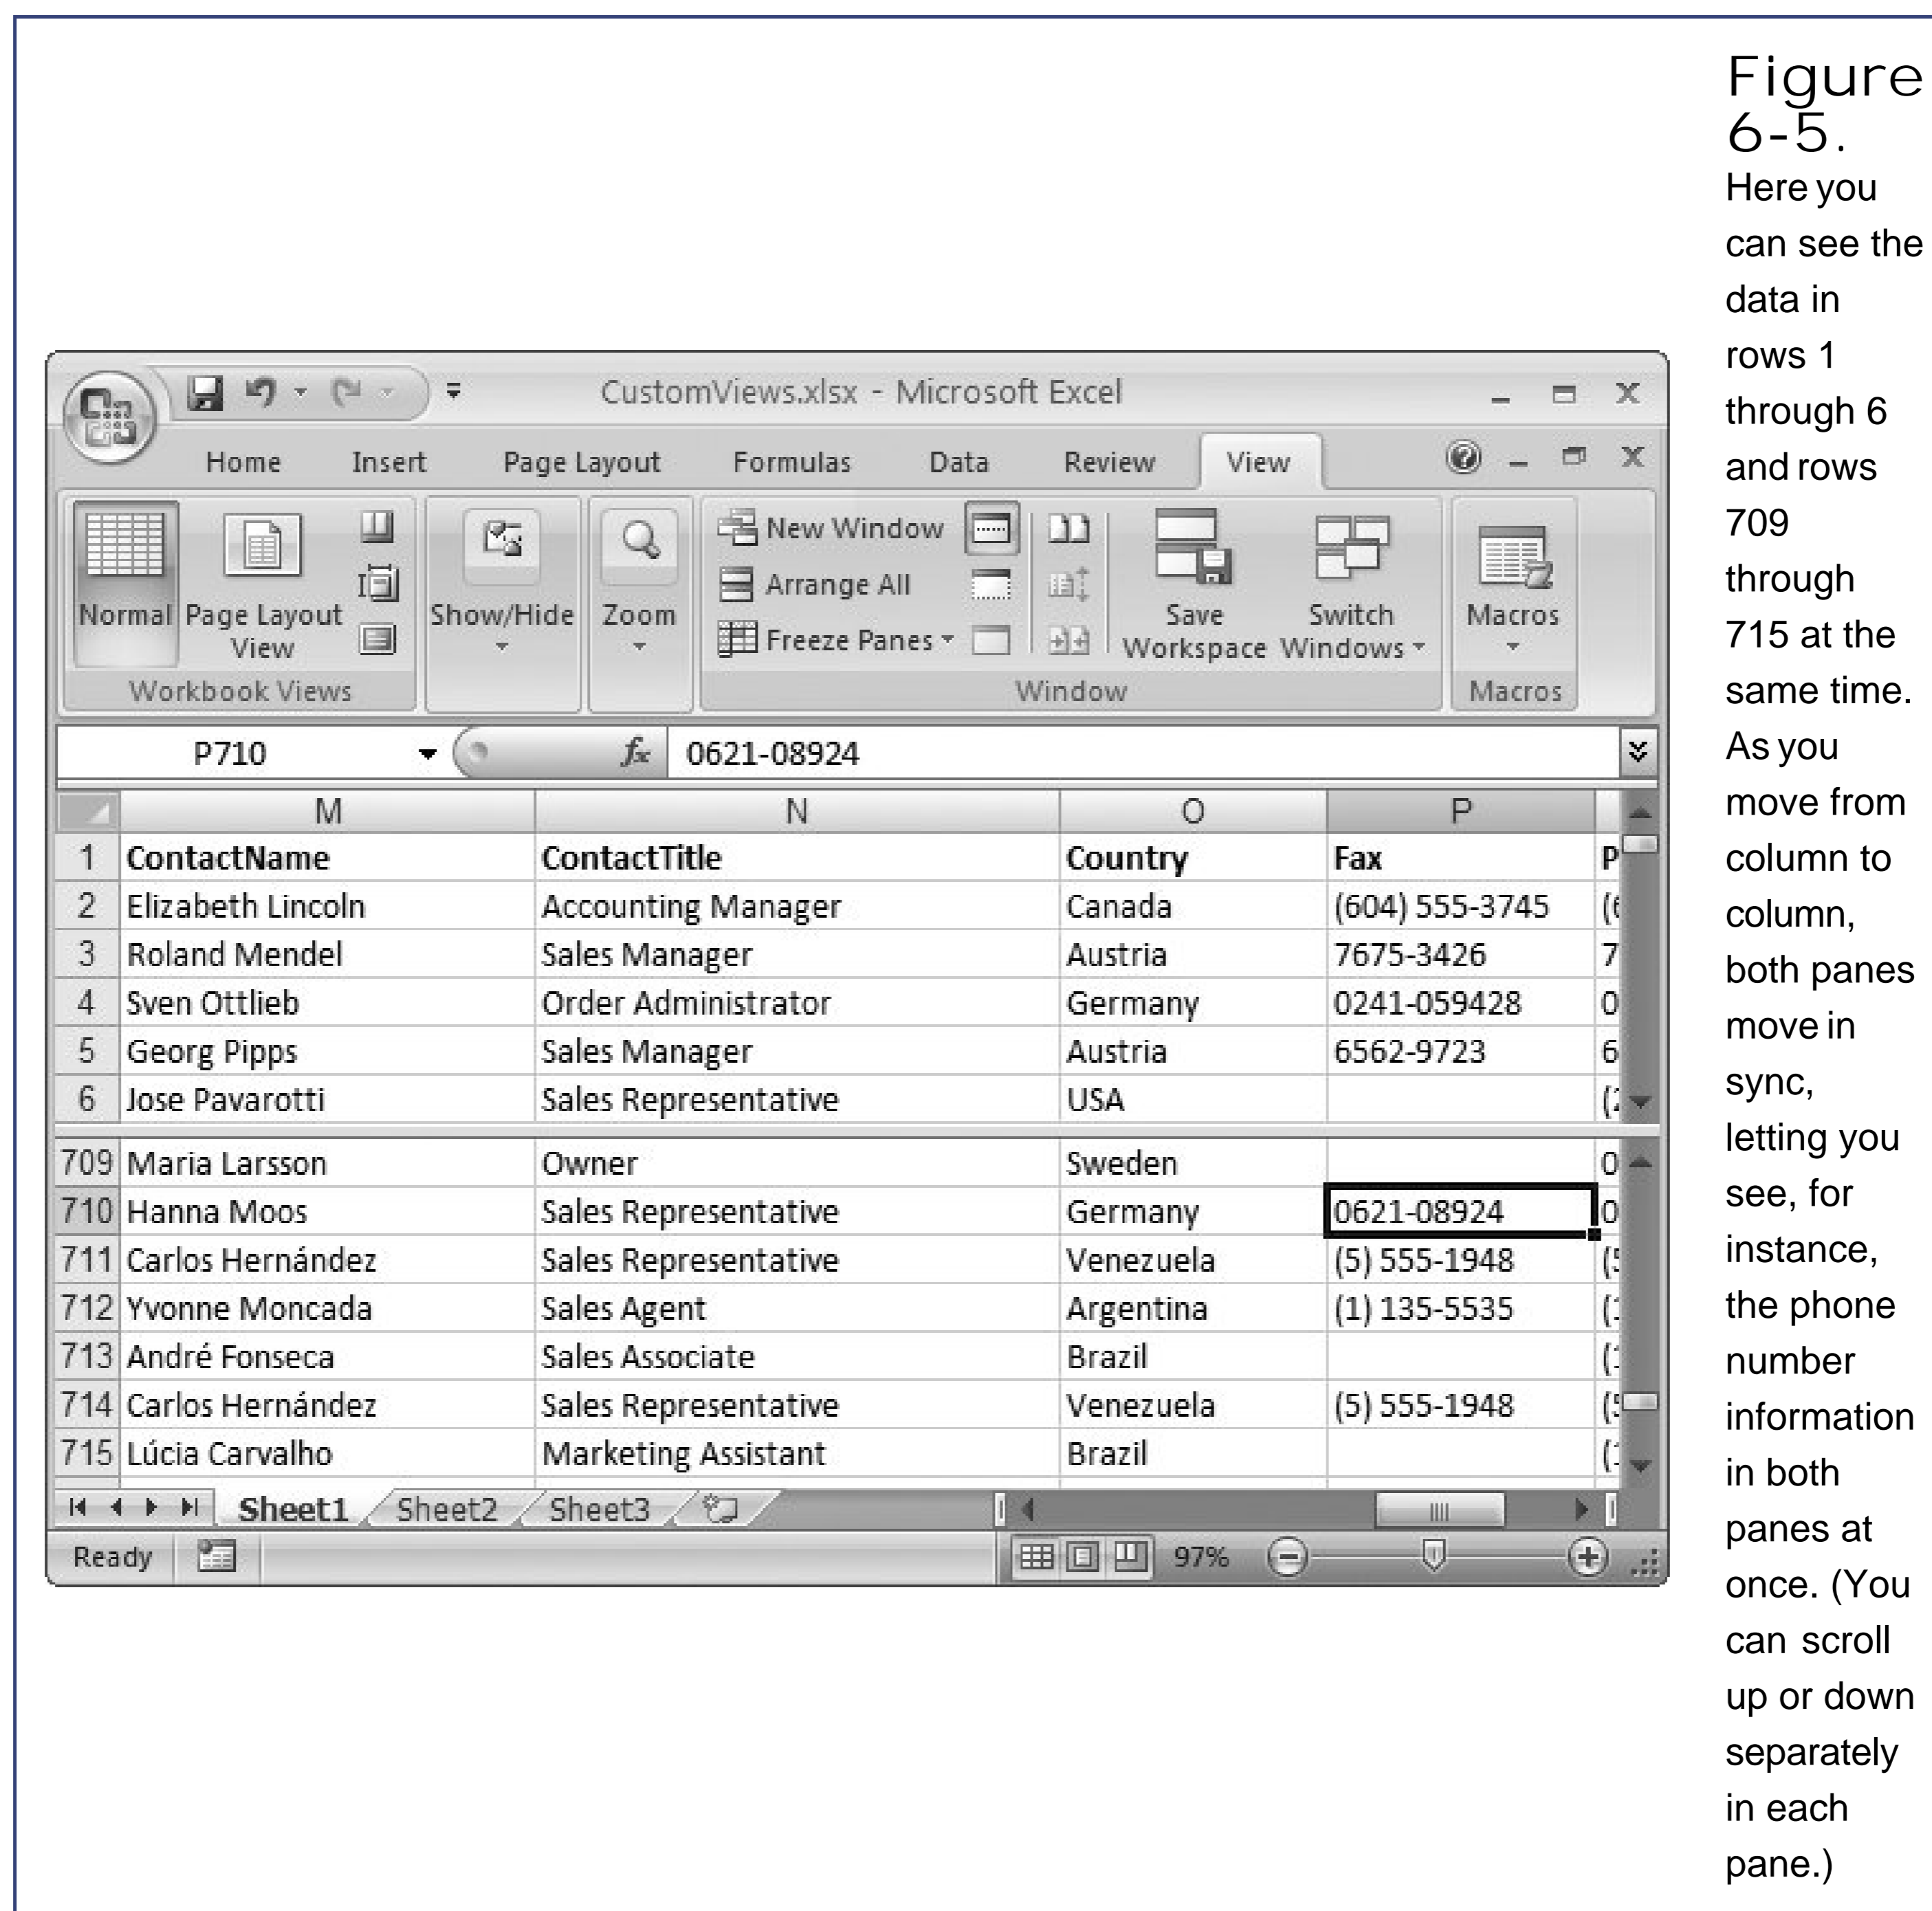 CustomViews.xlsx - Microsoft Excel
Home Insert Page Layout Formulas Data Review View
New Window
Arrange All
Freeze Panes
Normal Page Layout View
Show/Hide
Zoom
Save Workspace
Switch Windows
Macros
Workbook Views
Window
Macros
P710 fx 0621-08924
M N O P
1 ContactName ContactTitle Country Fax P
2 Elizabeth Lincoln Accounting Manager Canada (604) 555-3745
3 Roland Mendel Sales Manager Austria 7675-3426 7
4 Sven Ottlieb Order Administrator Germany 0241-059428 0
5 Georg Pipps Sales Manager Austria 6562-9723 6
6 Jose Pavarotti Sales Representative USA
709 Maria Larsson Owner Sweden 0
710 Hanna Moos Sales Representative Germany 0621-08924 0
711 Carlos Hernández Sales Representative Venezuela (5) 555-1948
712 Yvonne Moncada Sales Agent Argentina (1) 135-5535
713 André Fonseca Sales Associate Brazil
714 Carlos Hernández Sales Representative Venezuela (5) 555-1948
715 Lúcia Carvalho Marketing Assistant Brazil
Sheet1 Sheet2 Sheet3
Ready 97%
Figure
6-5.
Here you
can see the
data in
rows 1
through 6
and rows
709
through
715 at the
same time.
As you
move from
column to
column,
both panes
move in
sync,
letting you
see, for
instance,
the phone
number
information
in both
panes at
once. (You
can scroll
up or down
separately
in each
pane.)